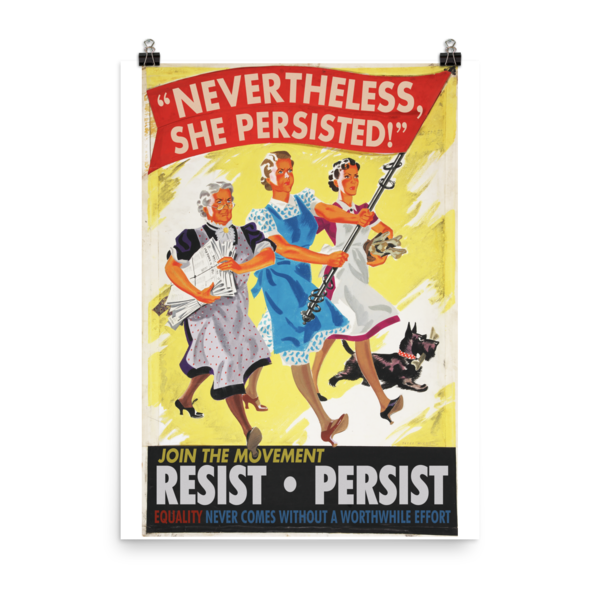 "NEVERTHELESS,
SHE PERSISTED!"
JOIN THE MOVEMENT
RESIST • PERSIST
EQUALITY NEVER COMES WITHOUT A WORTHWHILE EFFORT